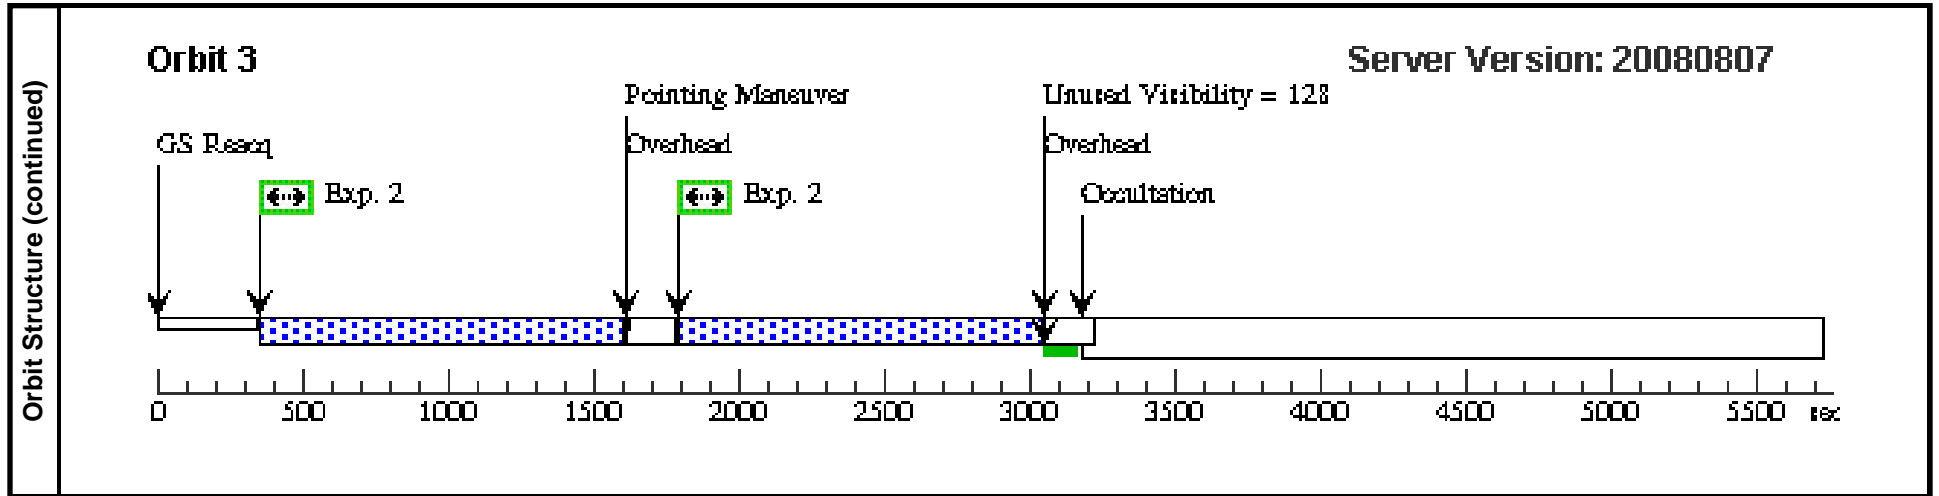 Orbit Structure (continued)
Orbit 3
Server Version: 20080807
Pointing Maneuver
Unused Visibility = 128
GS Reacq
Overhead
Overhead
Exp. 2
Exp. 2
Occultation
0 500 1000 1500 2000 2500 3000 3500 4000 4500 5000 5500 sec